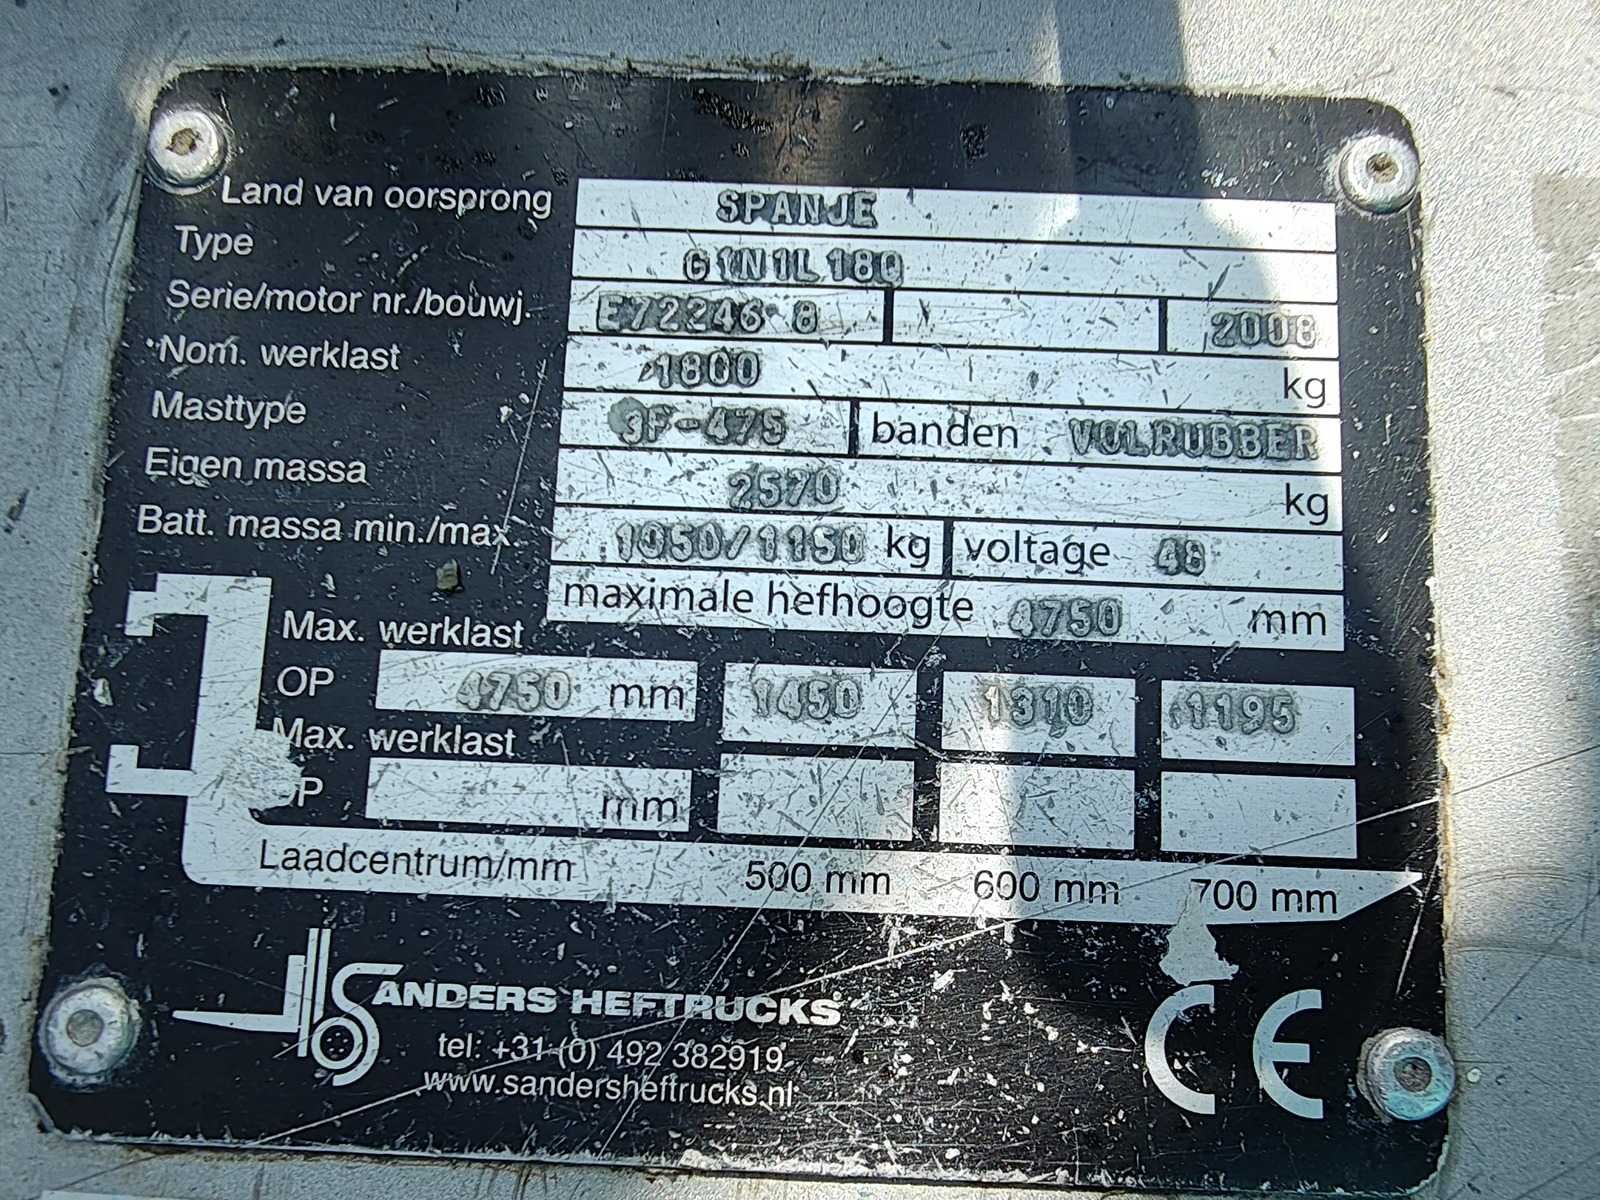 Land van oorsprong SPANJE
Type G1N1L18Q
Serie/motor nr./bouwj. E722468 2008
Nom. werklast 1800 kg
Masttype 3F-475 banden VOLRUBBER
Eigen massa 2570 kg
Batt. massa min./max. 1050/1150 kg voltage 48
maximale hefhoogte 4750 mm
Max. werklast
OP 4750 mm 1450 1310 1195
Max. werklast
OP mm
Laadcentrum/mm 500 mm 600 mm 700 mm
SANDERS HEFTRUCKS
tel: +31 (0) 492 382919
www.sandersheftrucks.nl
CE